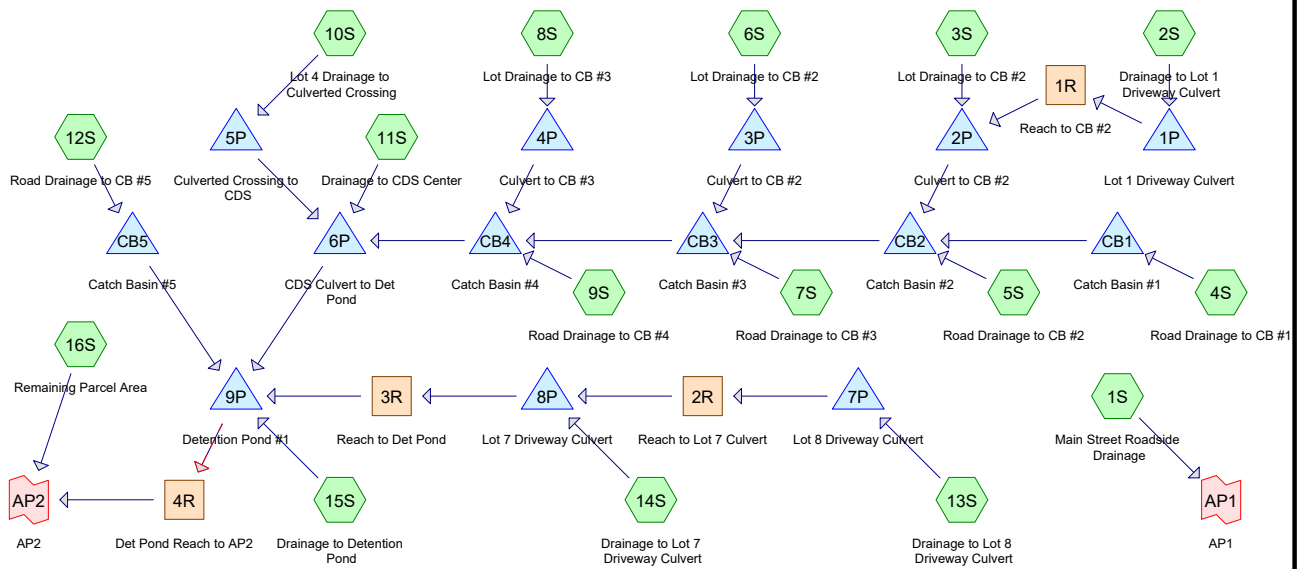 10S
8S
6S
3S
2S
Lot 4 Drainage to
Culverted Crossing
Lot Drainage to CB #3
Lot Drainage to CB #2
Lot Drainage to CB #2
1R
Drainage to Lot 1
Driveway Culvert
Reach to CB #2
12S
5P
11S
4P
3P
2P
1P
Road Drainage to CB #5
Culverted Crossing to
CDS
Drainage to CDS Center
Culvert to CB #3
Culvert to CB #2
Culvert to CB #2
Lot 1 Driveway Culvert
CB5
6P
CB4
CB3
CB2
CB1
Catch Basin #5
CDS Culvert to Det
Pond
Catch Basin #4
Catch Basin #3
Catch Basin #2
Catch Basin #1
9S
7S
5S
4S
Road Drainage to CB #4
Road Drainage to CB #3
Road Drainage to CB #2
Road Drainage to CB #1
16S
Remaining Parcel Area
9P
3R
8P
2R
7P
1S
Detention Pond #1
Reach to Det Pond
Lot 7 Driveway Culvert
Reach to Lot 7 Culvert
Lot 8 Driveway Culvert
Main Street Roadside
Drainage
AP2
4R
15S
14S
13S
AP1
AP2
Det Pond Reach to AP2
Drainage to Detention
Pond
Drainage to Lot 7
Driveway Culvert
Drainage to Lot 8
Driveway Culvert
AP1